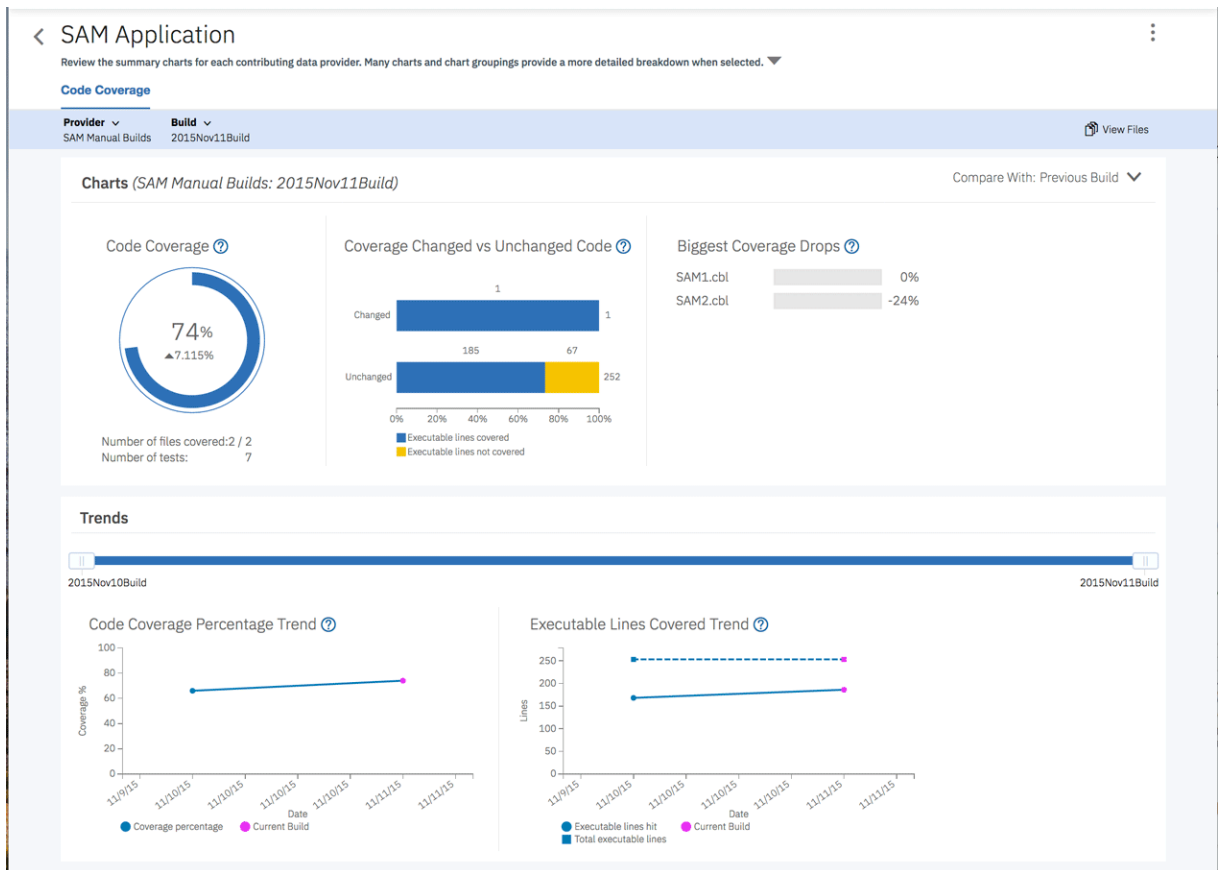 SAM Application
Review the summary charts for each contributing data provider. Many charts and chart groupings provide a more detailed breakdown when selected.
Code Coverage
Provider
SAM Manual Builds
Build
2015Nov11Build
View Files
Charts (SAM Manual Builds: 2015Nov11Build)
Compare With: Previous Build
Code Coverage
74%
▲7.115%
Number of files covered:2 / 2
Number of tests: 7
Coverage Changed vs Unchanged Code
1
Changed
1
185
67
Unchanged
252
0%
20%
40%
60%
80%
100%
Executable lines covered
Executable lines not covered
Biggest Coverage Drops
SAM1.cbl 0%
SAM2.cbl -24%
Trends
2015Nov10Build
2015Nov11Build
Code Coverage Percentage Trend
100
80
60
40
20
0
Coverage %
11/9/15
11/10/15
11/10/15
11/10/15
11/10/15
11/11/15
11/11/15
Date
Coverage percentage
Current Build
Executable Lines Covered Trend
250
200
150
100
50
0
Lines
11/9/15
11/10/15
11/10/15
11/10/15
11/10/15
11/11/15
11/11/15
Date
Executable lines hit
Current Build
Total executable lines